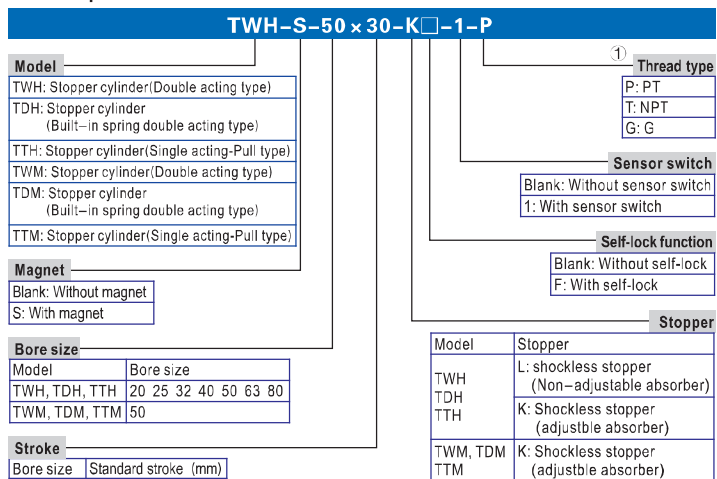 TWH-S-50×30-K□-1-P
Model
TWH: Stopper cylinder(Double acting type)
TDH: Stopper cylinder
(Built-in spring double acting type)
TTH: Stopper cylinder(Single acting-Pull type)
TWM: Stopper cylinder(Double acting type)
TDM: Stopper cylinder
(Built-in spring double acting type)
TTM: Stopper cylinder(Single acting-Pull type)
Magnet
Blank: Without magnet
S: With magnet
Bore size
Model Bore size
TWH, TDH, TTH 20 25 32 40 50 63 80
TWM, TDM, TTM 50
Stroke
Bore size Standard stroke (mm)
① Thread type
P: PT
T: NPT
G: G
Sensor switch
Blank: Without sensor switch
1: With sensor switch
Self-lock function
Blank: Without self-lock
F: With self-lock
Stopper
Model Stopper
TWH
TDH
TTH
L: shockless stopper
(Non-adjustable absorber)
K: Shockless stopper
(adjustble absorber)
TWM, TDM
TTM
K: Shockless stopper
(adjustble absorber)